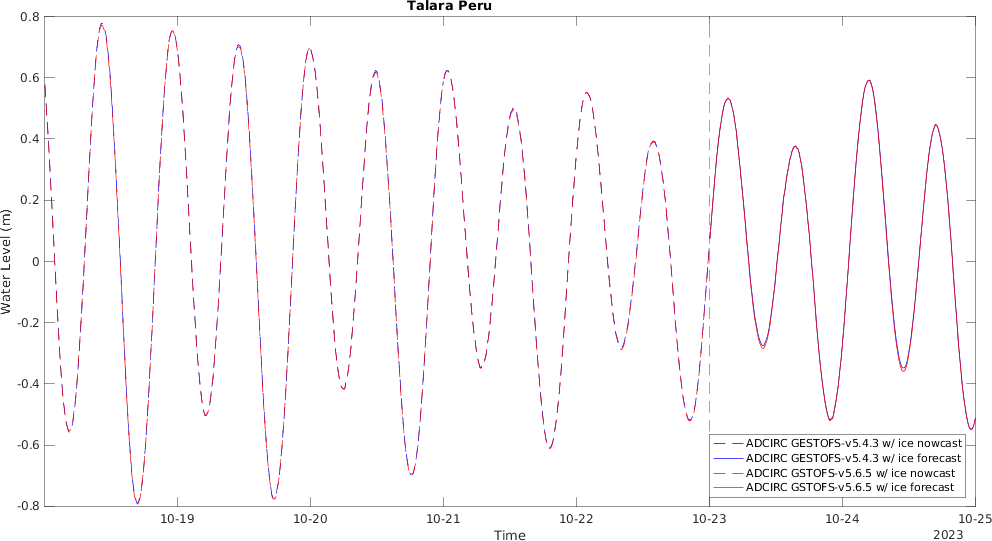 Talara Peru
Water Level (m)
0.8
0.6
0.4
0.2
0
-0.2
-0.4
-0.6
-0.8
ADCIRC GESTOFS-v5.4.3 w/ ice nowcast
ADCIRC GESTOFS-v5.4.3 w/ ice forecast
ADCIRC GSTOFS-v5.6.5 w/ ice nowcast
ADCIRC GSTOFS-v5.6.5 w/ ice forecast
10-19 10-20 10-21 10-22 10-23 10-24 10-25
Time
2023